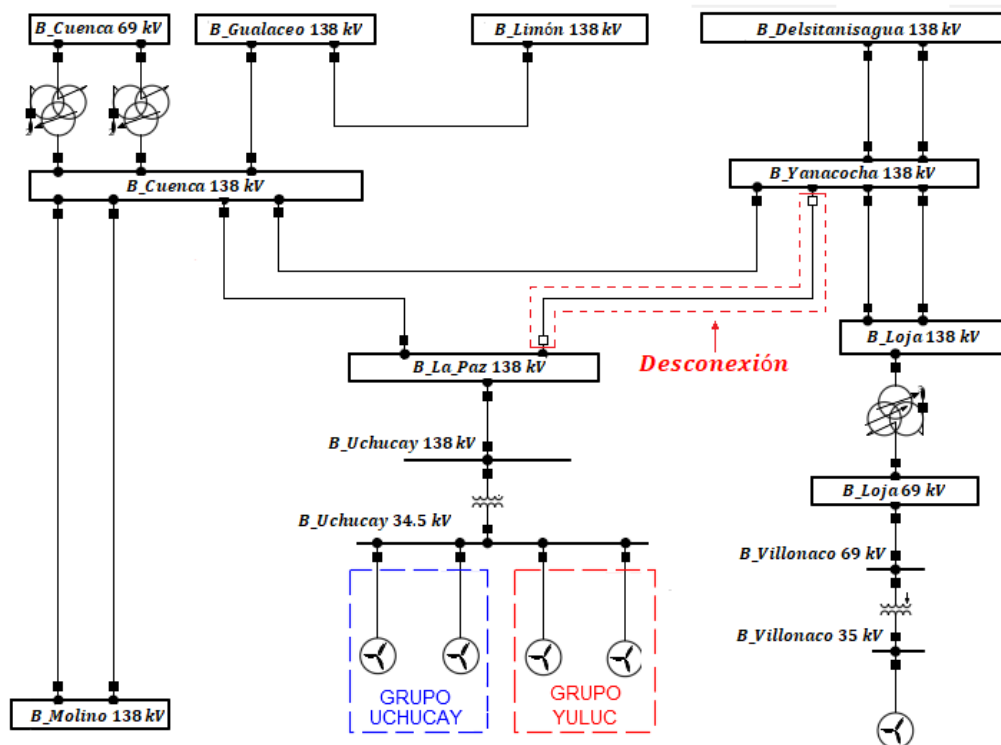 B_Cuenca 69 kV
B_Gualaceo 138 kV
B_Limón 138 kV
B_Delsitanisagua 138 kV
B_Cuenca 138 kV
B_Yanacocha 138 kV
B_La_Paz 138 kV
Desconexión
B_Loja 138 kV
B_Uchucay 138 kV
B_Loja 69 kV
B_Uchucay 34.5 kV
B_Villonaco 69 kV
B_Villonaco 35 kV
GRUPO
UCHUCAY
GRUPO
YULUC
B_Molino 138 kV